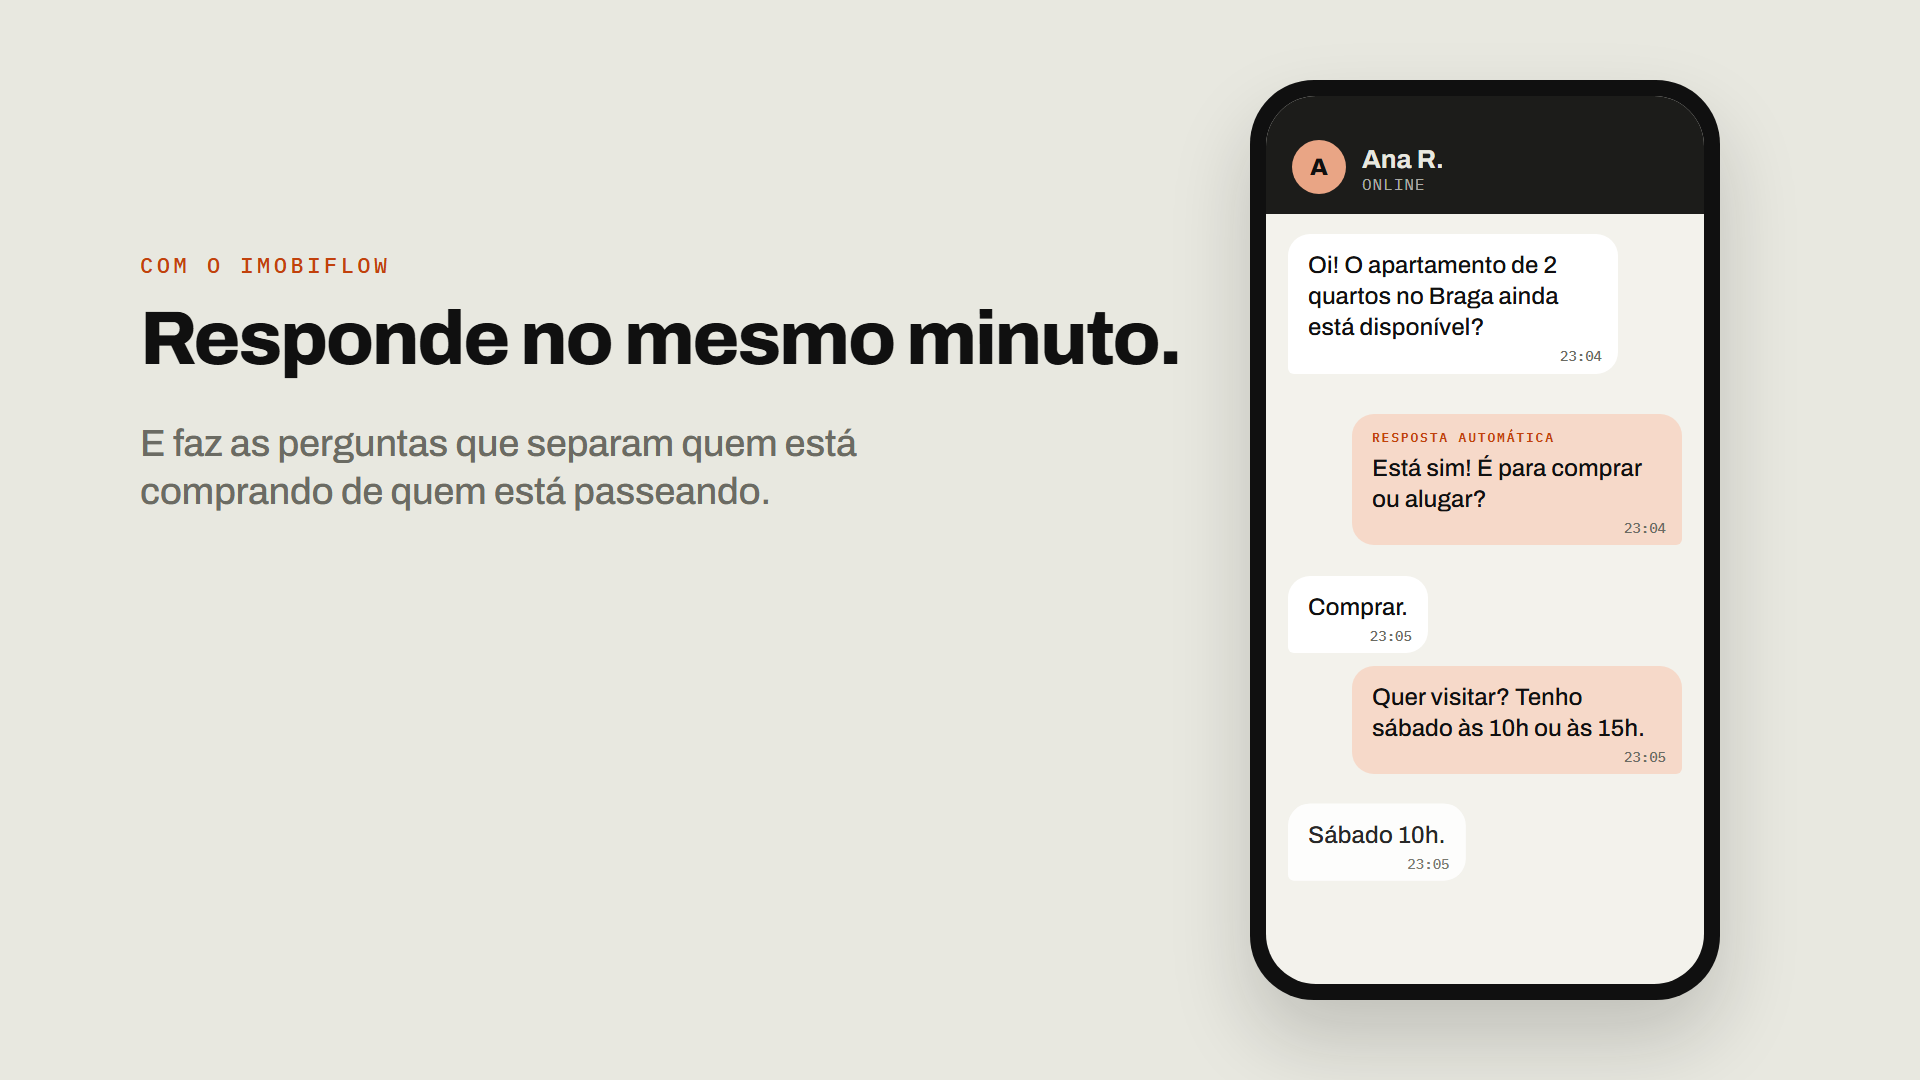 COM O IMOBIFLOW
Responde no mesmo minuto.
E faz as perguntas que separam quem está
comprando de quem está passeando.
A
Ana R.
ONLINE
Oi! O apartamento de 2
quartos no Braga ainda
está disponível?
23:04
RESPOSTA AUTOMÁTICA
Está sim! É para comprar
ou alugar?
23:04
Comprar.
23:05
Quer visitar? Tenho
sábado às 10h ou às 15h.
23:05
Sábado 10h.
23:05